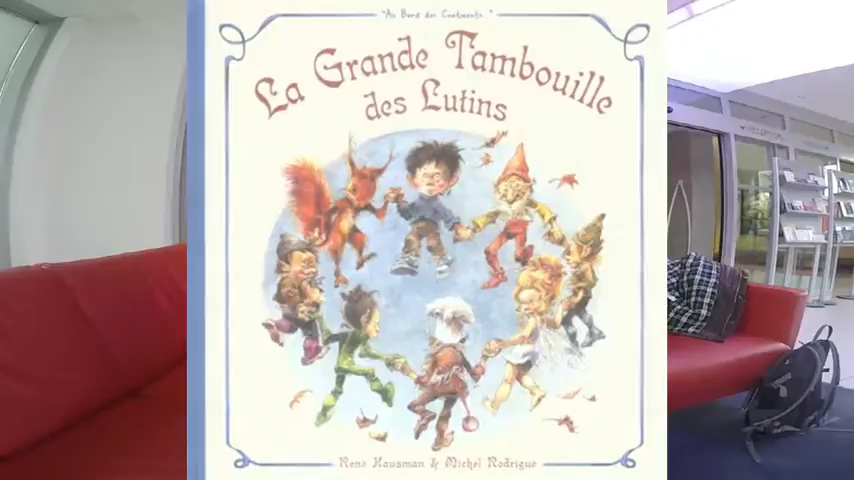 "Au Bord des Continents..."
La Grande Tambouille
des Lutins
René Hausman & Michel Rodrigue